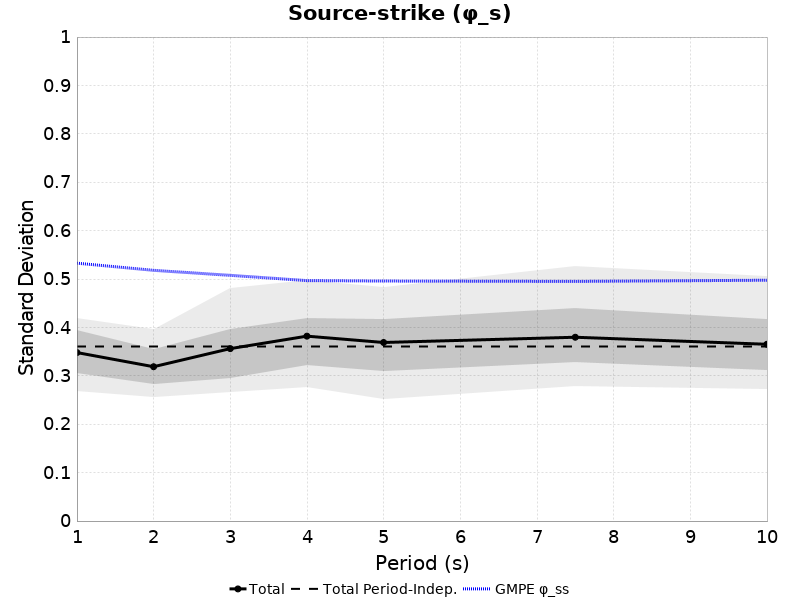 Source-strike (φ_s)
1
0.9
0.8
0.7
0.6
0.5
0.4
0.3
0.2
0.1
0
Standard Deviation
1 2 3 4 5 6 7 8 9 10
Period (s)
Total Total Period-Indep. GMPE φ_ss